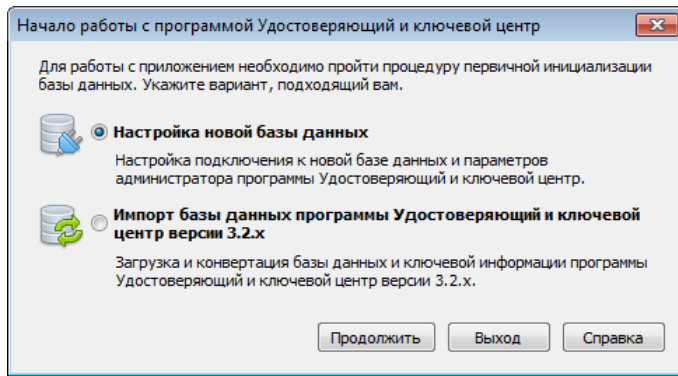 Начало работы с программой Удостоверяющий и ключевой центр
Для работы с приложением необходимо пройти процедуру первичной инициализации
базы данных. Укажите вариант, подходящий вам.
Настройка новой базы данных
Настройка подключения к новой базе данных и параметров
администратора программы Удостоверяющий и ключевой центр.
Импорт базы данных программы Удостоверяющий и ключевой
центр версии 3.2.x
Загрузка и конвертация базы данных и ключевой информации программы
Удостоверяющий и ключевой центр версии 3.2.x.
Продолжить Выход Справка